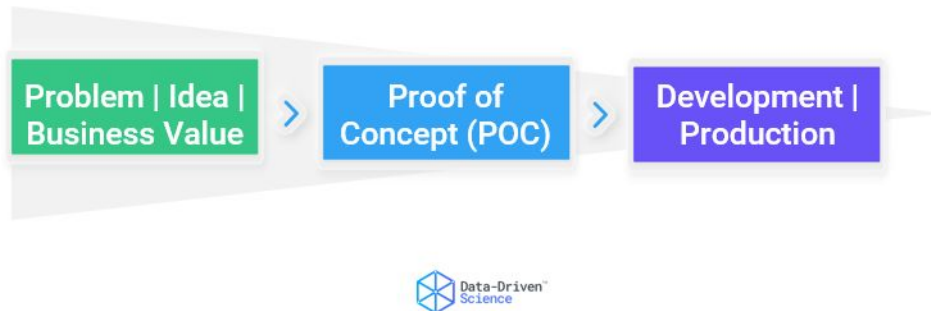 Problem | Idea |
Business Value
Proof of
Concept (POC)
Development |
Production
Data-Driven™
Science